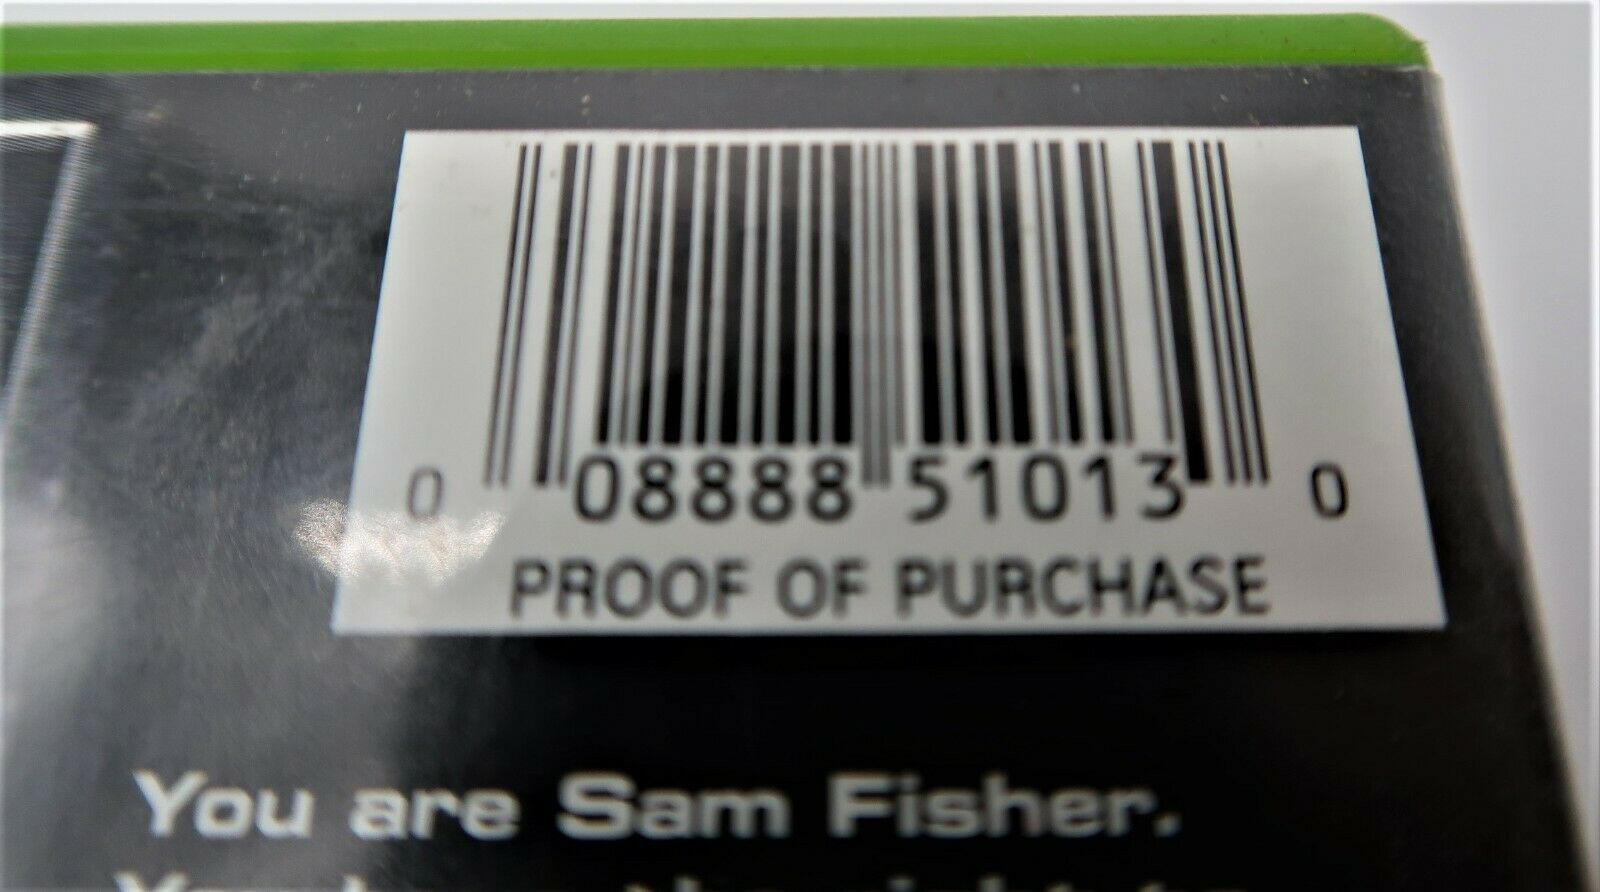 0 08888 51013 0
PROOF OF PURCHASE
You are Sam Fisher.